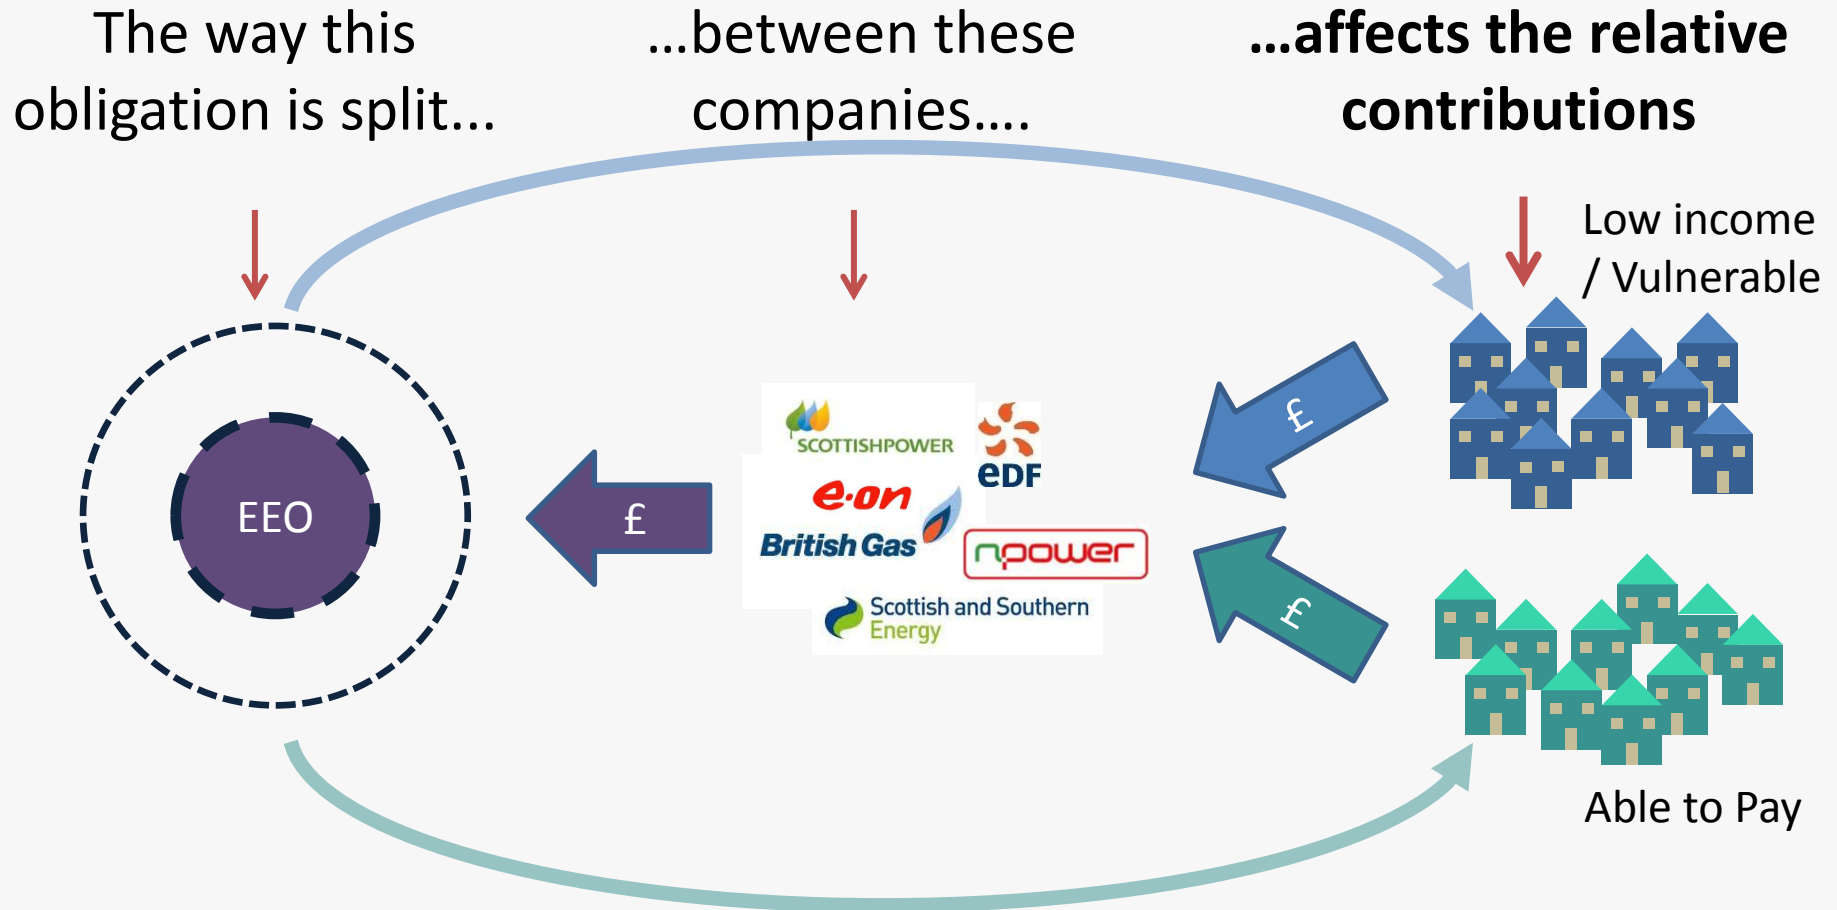 The way this
obligation is split...
...between these
companies....
...affects the relative
contributions
Low income
/ Vulnerable
£
SCOTTISHPOWER
eDF
e·on
British Gas
npower
Scottish and Southern
Energy
£
EEO
£
Able to Pay